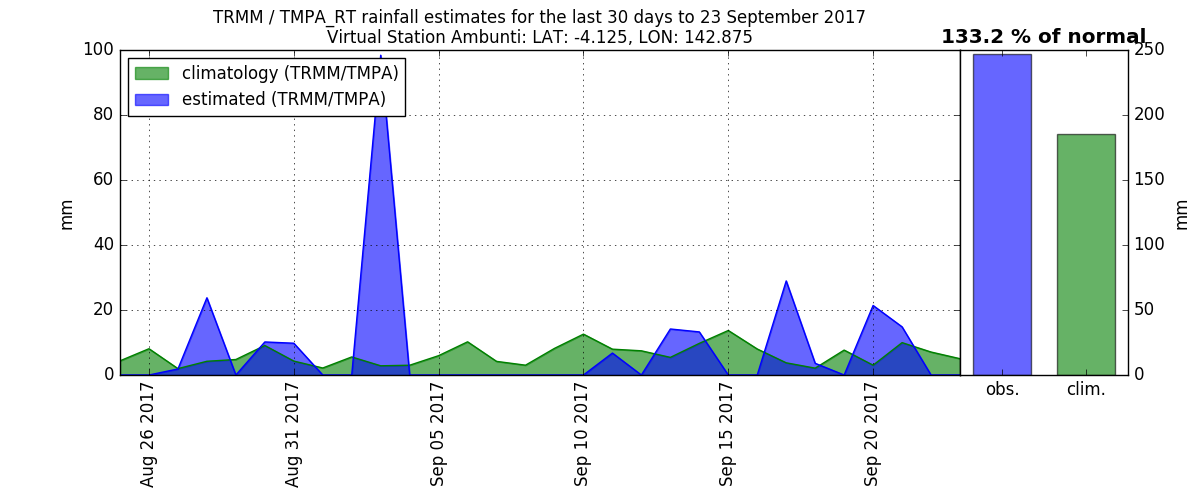 TRMM / TMPA_RT rainfall estimates for the last 30 days to 23 September 2017
Virtual Station Ambunti: LAT: -4.125, LON: 142.875
133.2 % of normal
climatology (TRMM/TMPA)
estimated (TRMM/TMPA)
100
80
60
40
20
0
mm
Aug 26 2017
Aug 31 2017
Sep 05 2017
Sep 10 2017
Sep 15 2017
Sep 20 2017
obs.
clim.
250
200
150
100
50
0
mm